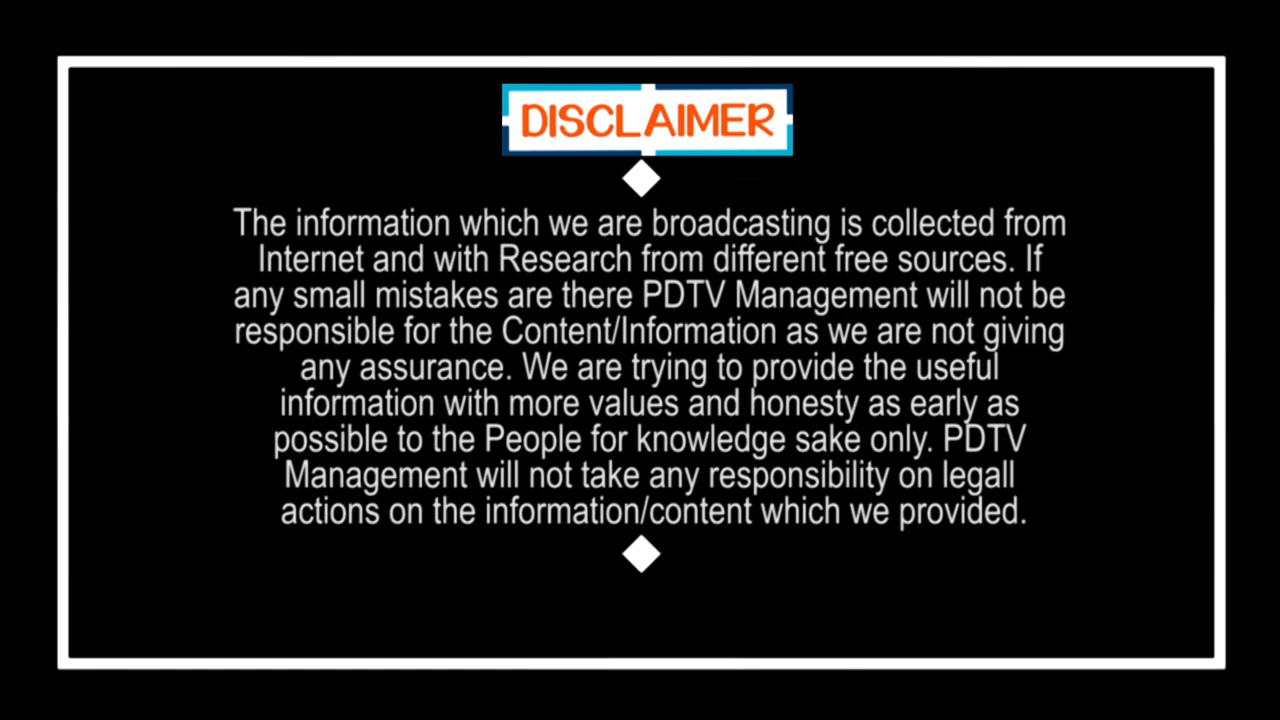 DISCLAIMER
The information which we are broadcasting is collected from
Internet and with Research from different free sources. If
any small mistakes are there PDTV Management will not be
responsible for the Content/Information as we are not giving
any assurance. We are trying to provide the useful
information with more values and honesty as early as
possible to the People for knowledge sake only. PDTV
Management will not take any responsibility on legall
actions on the information/content which we provided.